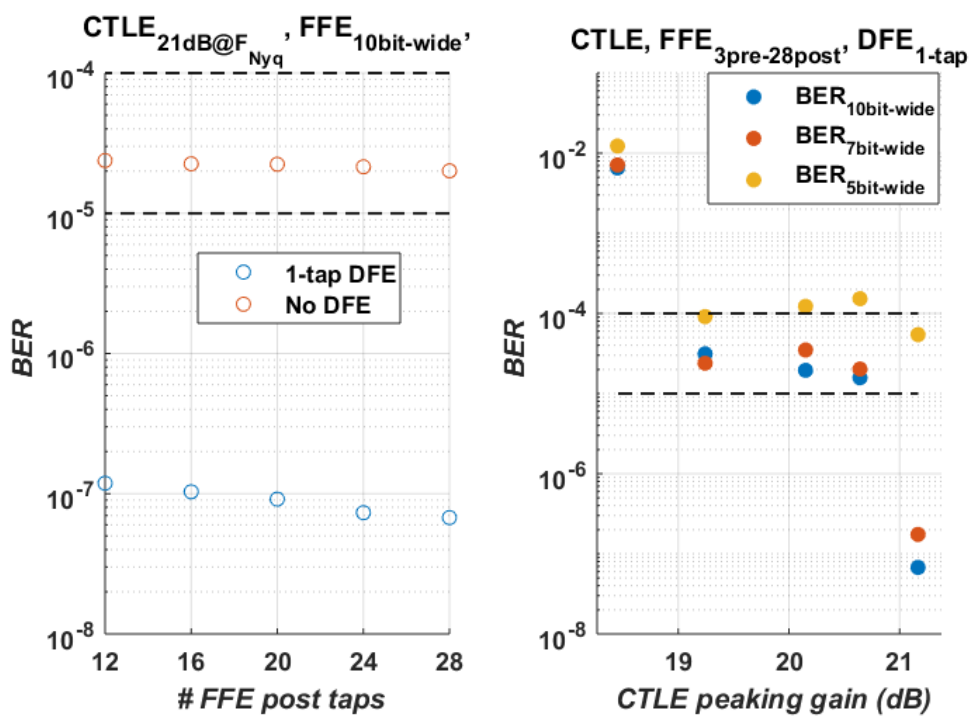 CTLE21dB@FNyq, FFE10bit-wide,
10-4
10-5
10-6
10-7
10-8
BER
1-tap DFE
No DFE
12 16 20 24 28
# FFE post taps
CTLE, FFE3pre-28post, DFE1-tap
BER10bit-wide
BER7bit-wide
BER5bit-wide
10-2
10-4
10-6
10-8
BER
19 20 21
CTLE peaking gain (dB)